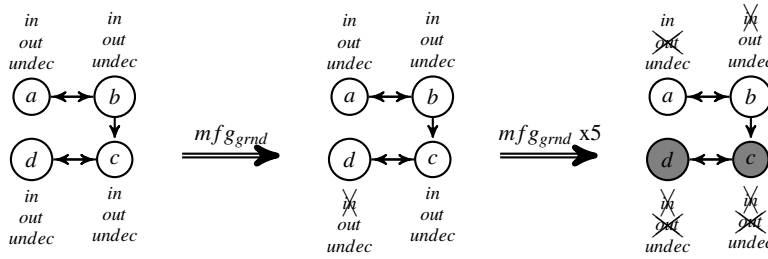 in in in in in in
out out out out out out
undec undec undec undec undec undec
a b a b a b
mfg_grnd mfg_grnd x5
d c d c d c
in in in in in in
out out out out out out
undec undec undec undec undec undec